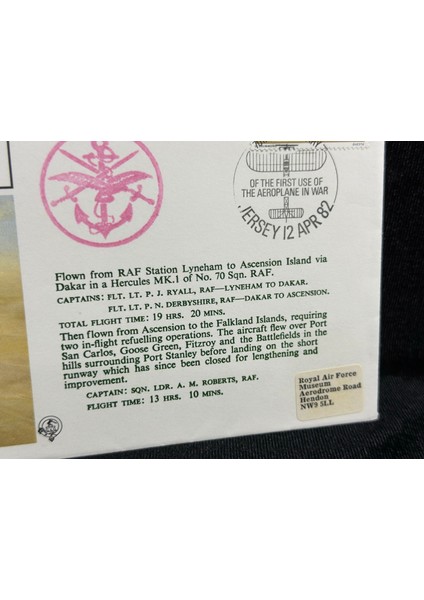 OF THE FIRST USE OF
THE AEROPLANE IN WAR
JERSEY 12 APR 82
Flown from RAF Station Lyneham to Ascension Island via
Dakar in a Hercules MK.1 of No. 70 Sqn. RAF.
CAPTAINS: FLT. LT. P. J. RYALL, RAF—LYNEHAM TO DAKAR.
FLT. LT. P. N. DERBYSHIRE, RAF—DAKAR TO ASCENSION.
TOTAL FLIGHT TIME: 19 HRS. 20 MINS.
Then flown from Ascension to the Falkland Islands, requiring
two in-flight refuelling operations. The aircraft flew over Port
San Carlos, Goose Green, Fitzroy and the Battlefields in the
hills surrounding Port Stanley before landing on the short
runway which has since been closed for lengthening and
improvement.
CAPTAIN: SQN. LDR. A. M. ROBERTS, RAF.
FLIGHT TIME: 13 HRS. 10 MINS.
Royal Air Force
Museum
Aerodrome Road
Hendon
NW9 5LL